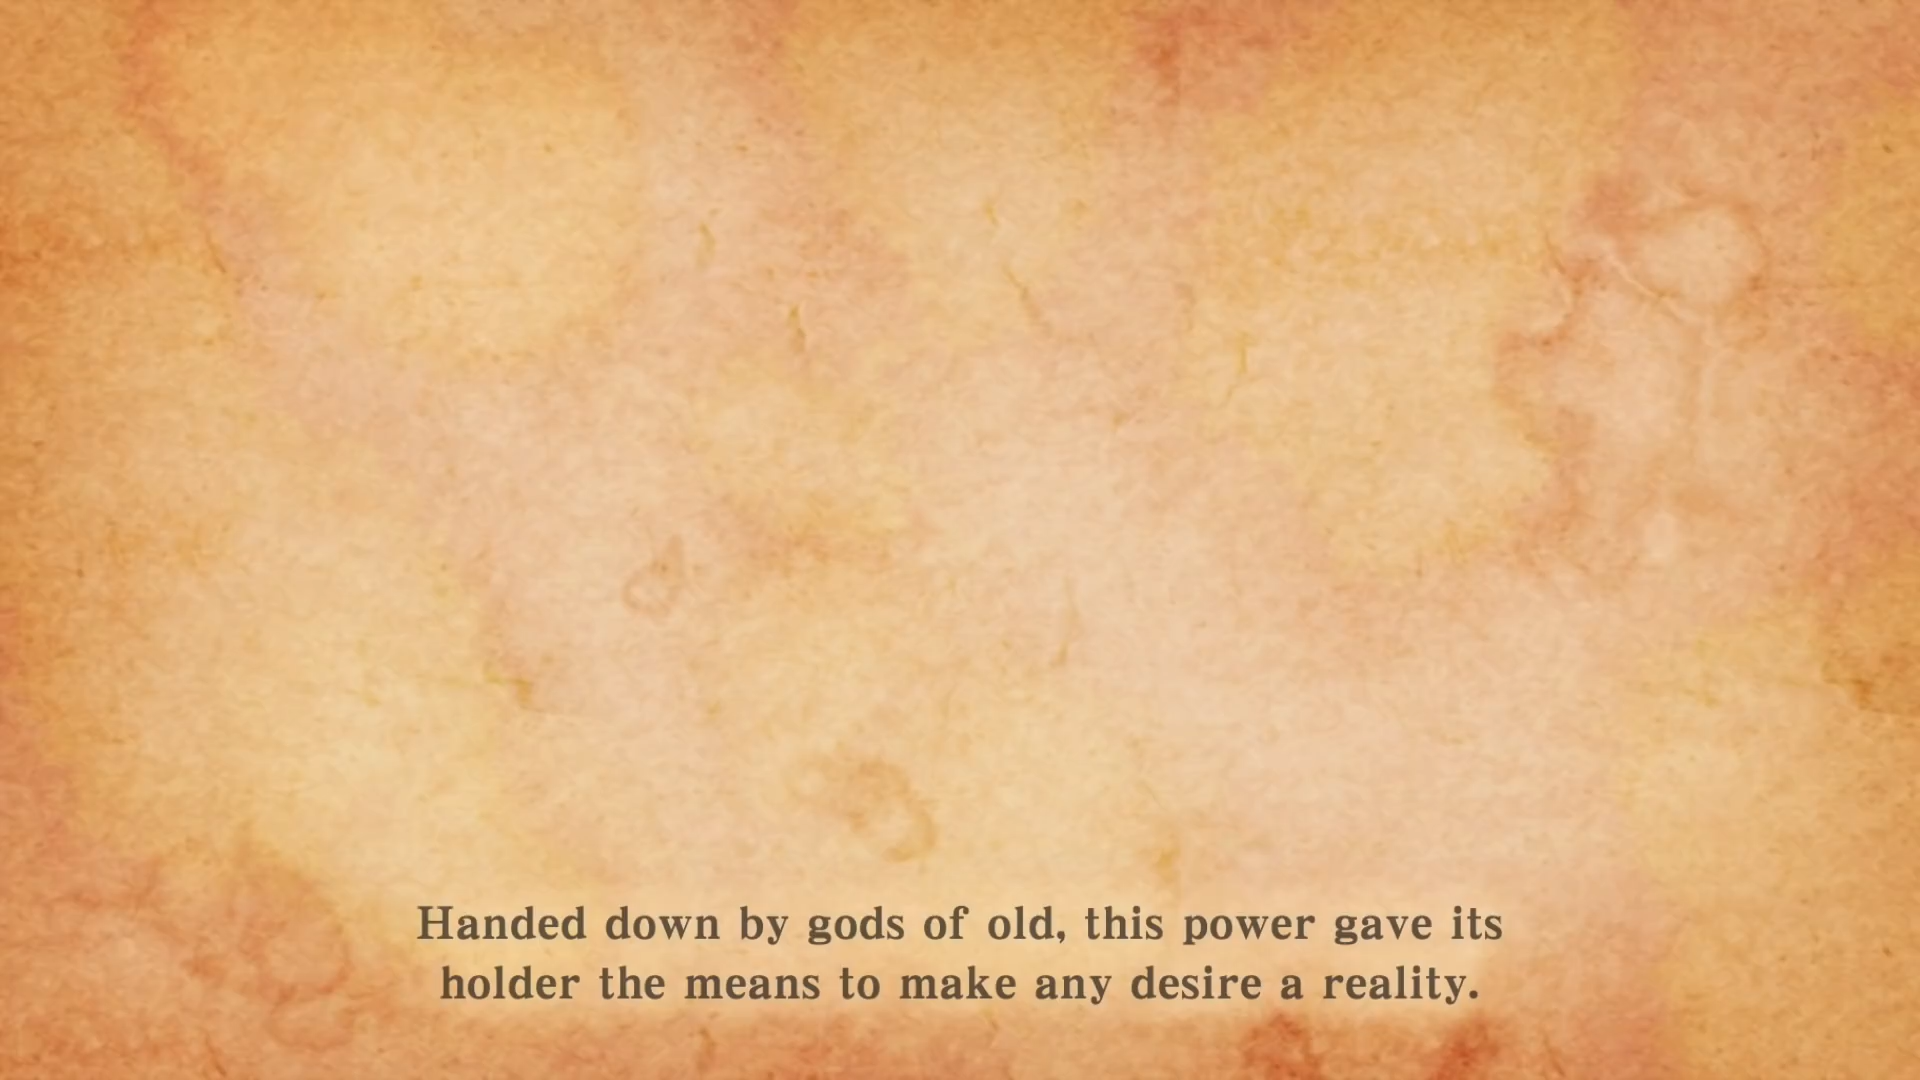 Handed down by gods of old, this power gave its
holder the means to make any desire a reality.